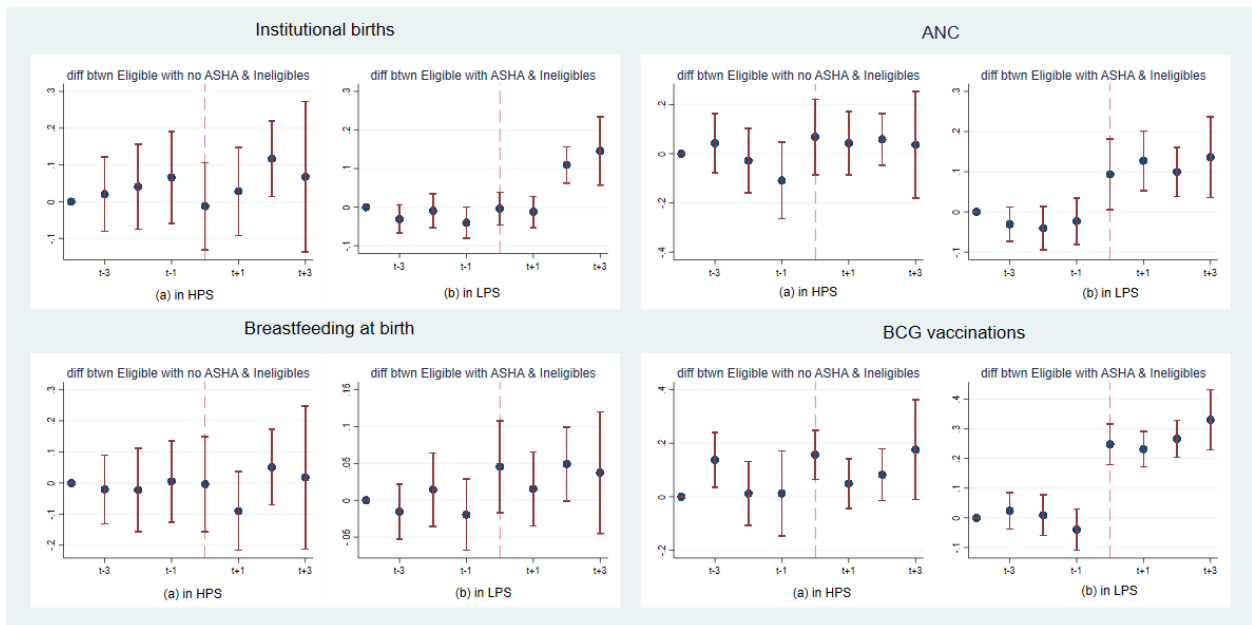 Institutional births
diff btwn Eligible with no ASHA & Ineligibles
.3
.2
.1
0
-.1
t-3
t-1
t+1
t+3
(a) in HPS
diff btwn Eligible with ASHA & Ineligibles
.3
.2
.1
0
-.1
t-3
t-1
t+1
t+3
(b) in LPS
ANC
diff btwn Eligible with no ASHA & Ineligibles
.2
0
-.2
-.4
t-3
t-1
t+1
t+3
(a) in HPS
diff btwn Eligible with ASHA & Ineligibles
.3
.2
.1
0
-.1
t-3
t-1
t+1
t+3
(b) in LPS
Breastfeeding at birth
diff btwn Eligible with no ASHA & Ineligibles
.3
.2
.1
0
-.1
-.2
t-3
t-1
t+1
t+3
(a) in HPS
diff btwn Eligible with ASHA & Ineligibles
.15
.1
.05
0
-.05
t-3
t-1
t+1
t+3
(b) in LPS
BCG vaccinations
diff btwn Eligible with no ASHA & Ineligibles
.4
.2
0
-.2
t-3
t-1
t+1
t+3
(a) in HPS
diff btwn Eligible with ASHA & Ineligibles
.4
.3
.2
.1
0
-.1
t-3
t-1
t+1
t+3
(b) in LPS